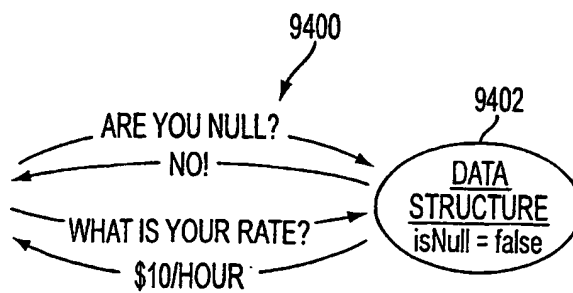 9400
9402
ARE YOU NULL?
NO!
WHAT IS YOUR RATE?
$10/HOUR
DATA
STRUCTURE
isNull = false